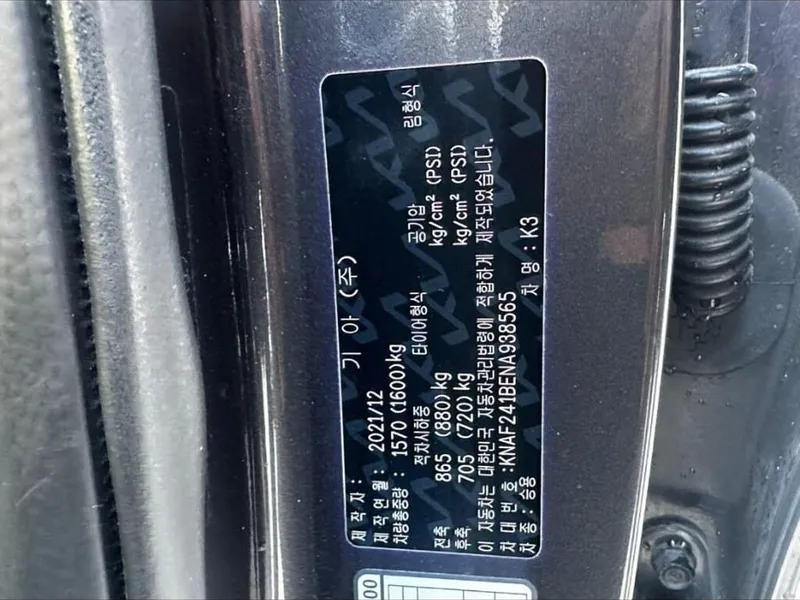 제 작 자 : 기 아 (주)
제 작 연 월 : 2021/12
차량총중량 : 1570 (1600)kg
적차시하중 타이어형식 공기압 림형식
전축 865 (880)kg kg/cm² (PSI)
후축 705 (720)kg kg/cm² (PSI)
이 자동차는 대한민국 자동차관리법령에 적합하게 제작되었습니다.
차 대 번 호 :KNAF241BENA938565
차 종 : 승용 차 명 : K3
00